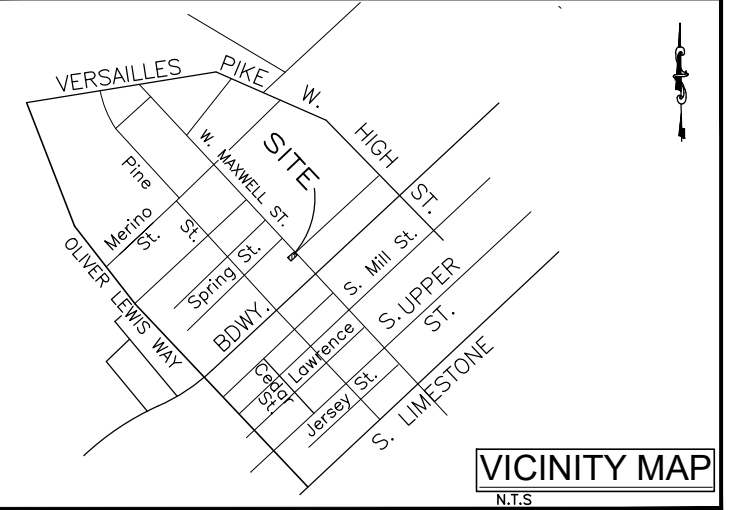 VERSAILLES PIKE
W. HIGH ST.
W. MAXWELL ST.
SITE
Pine St.
Merino St.
Spring St.
OLIVER LEWIS WAY
BDWY.
S. Mill St.
S. UPPER ST.
Lawrence
Cedar St
Jersey St.
S. LIMESTONE
VICINITY MAP
N.T.S